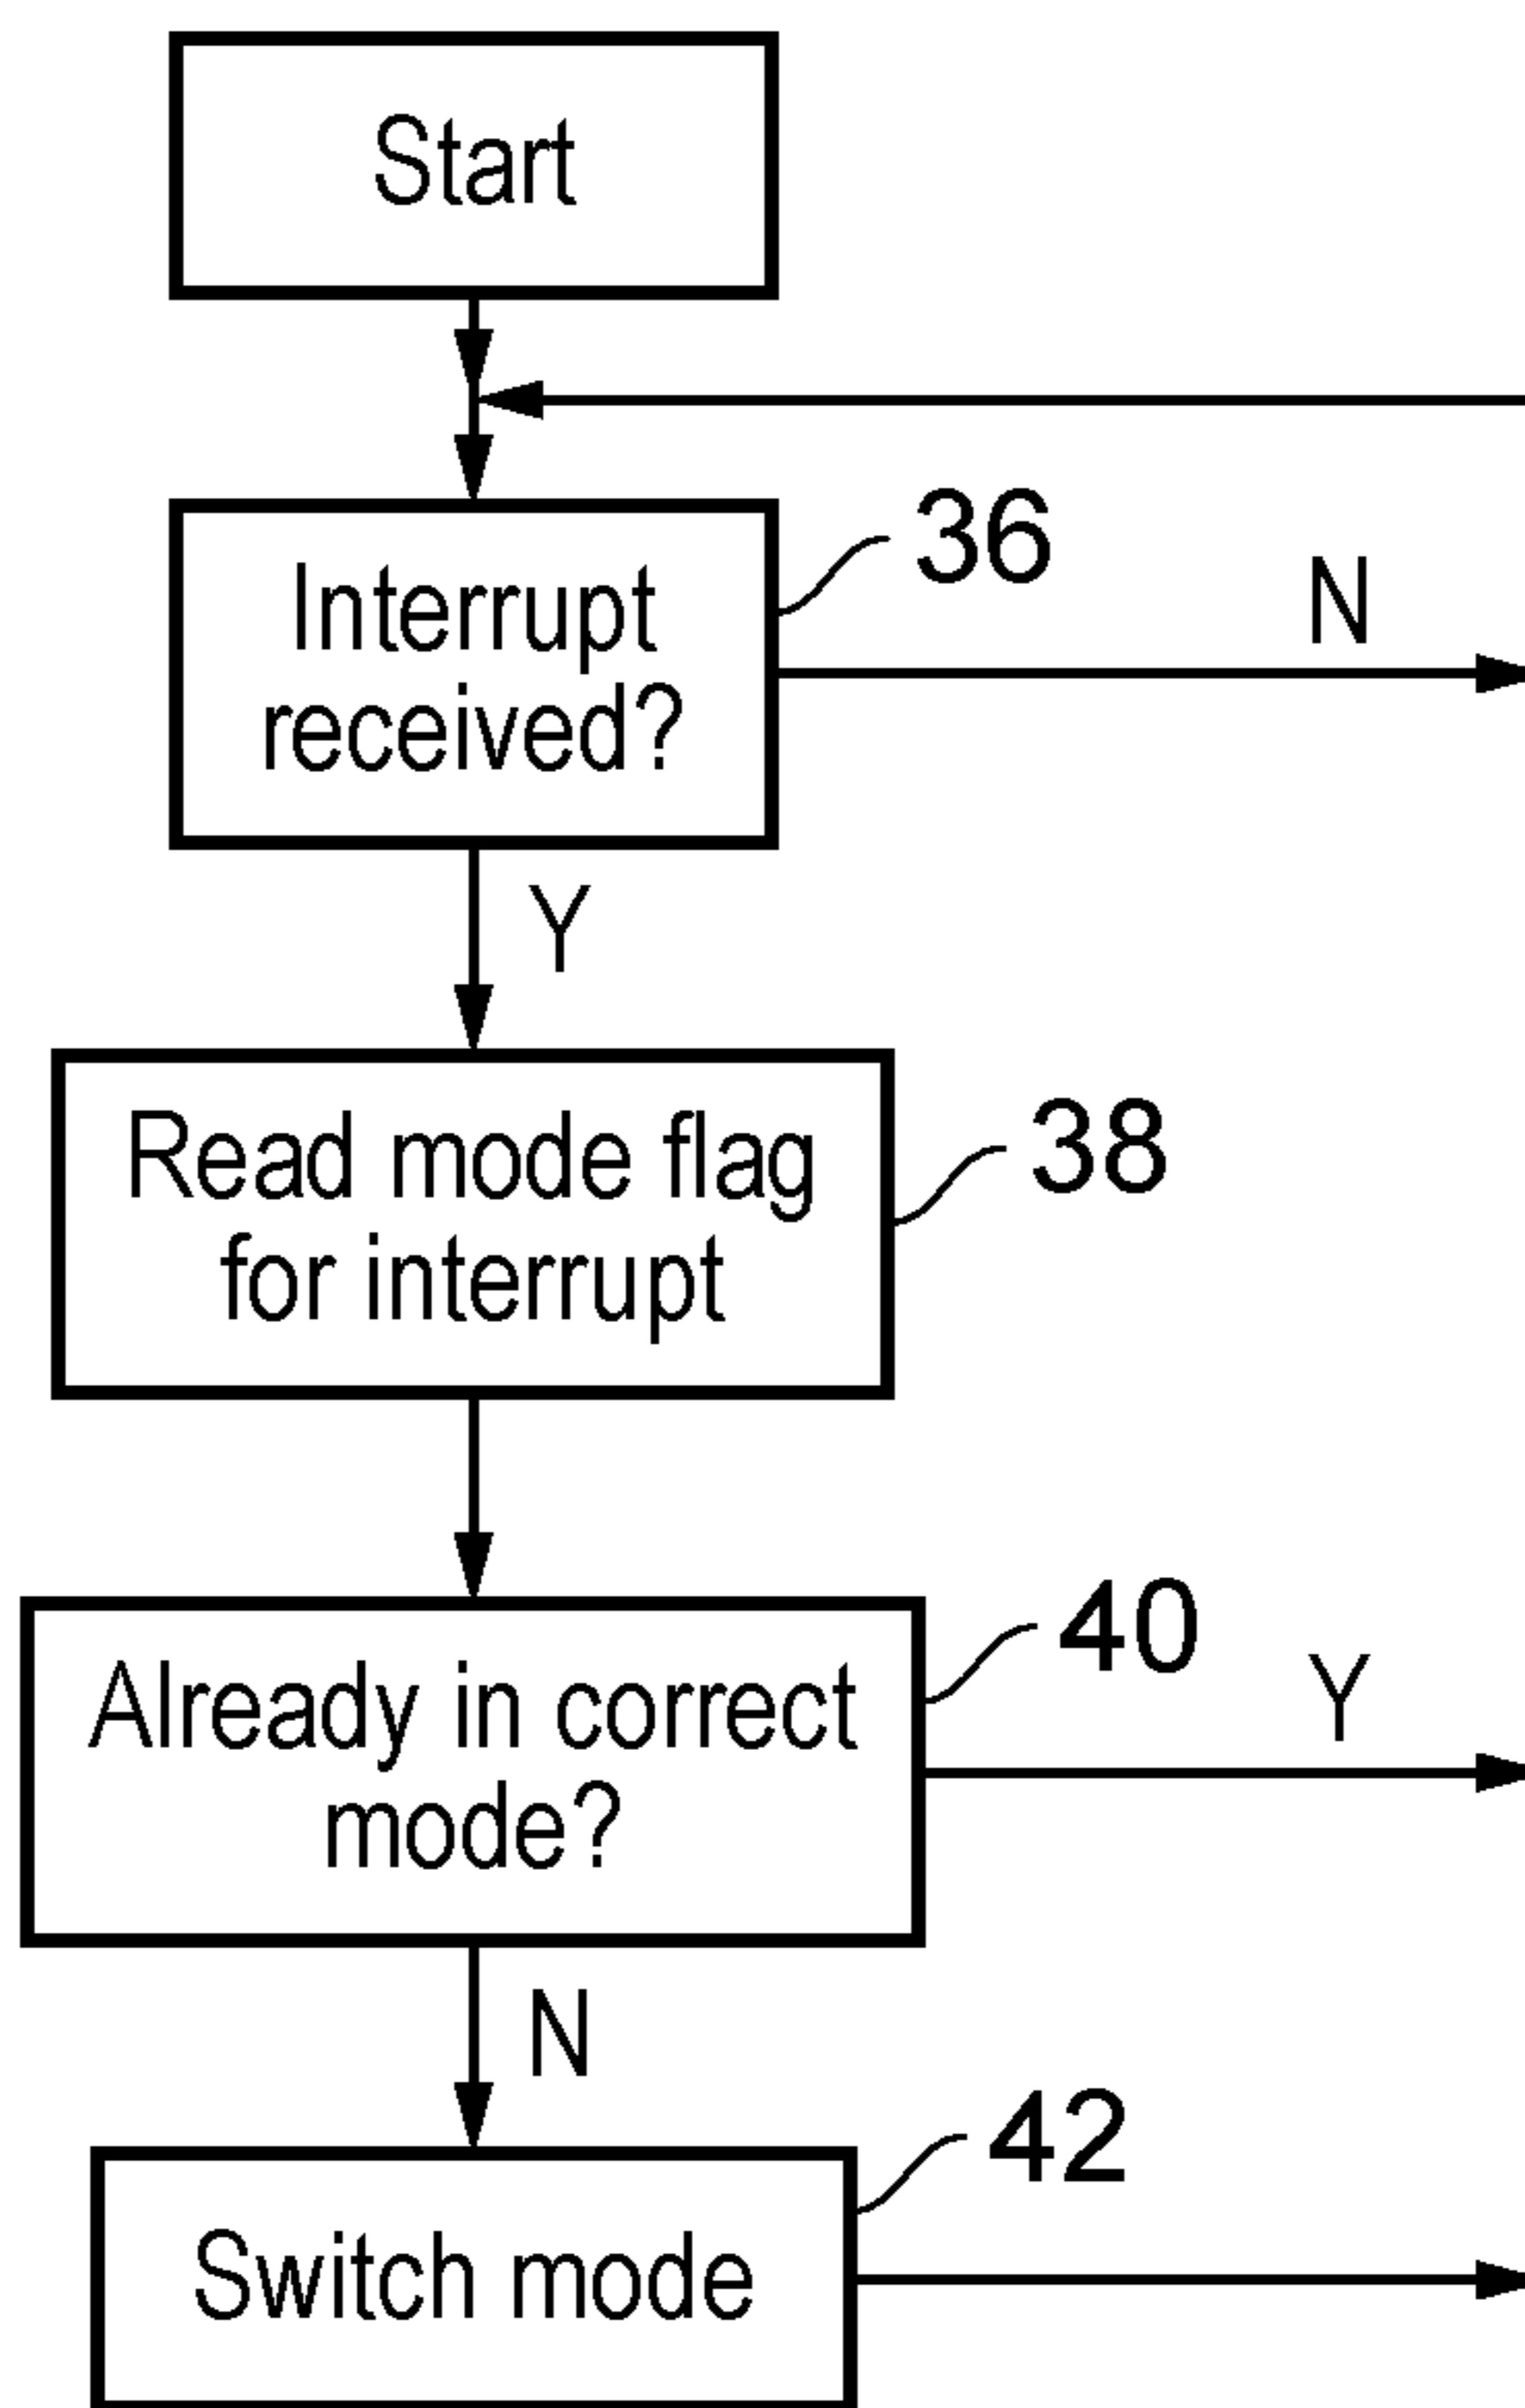 Start
36
N
Interrupt
received?
Y
Read mode flag
for interrupt
38
40
Y
Already in correct
mode?
N
42
Switch mode